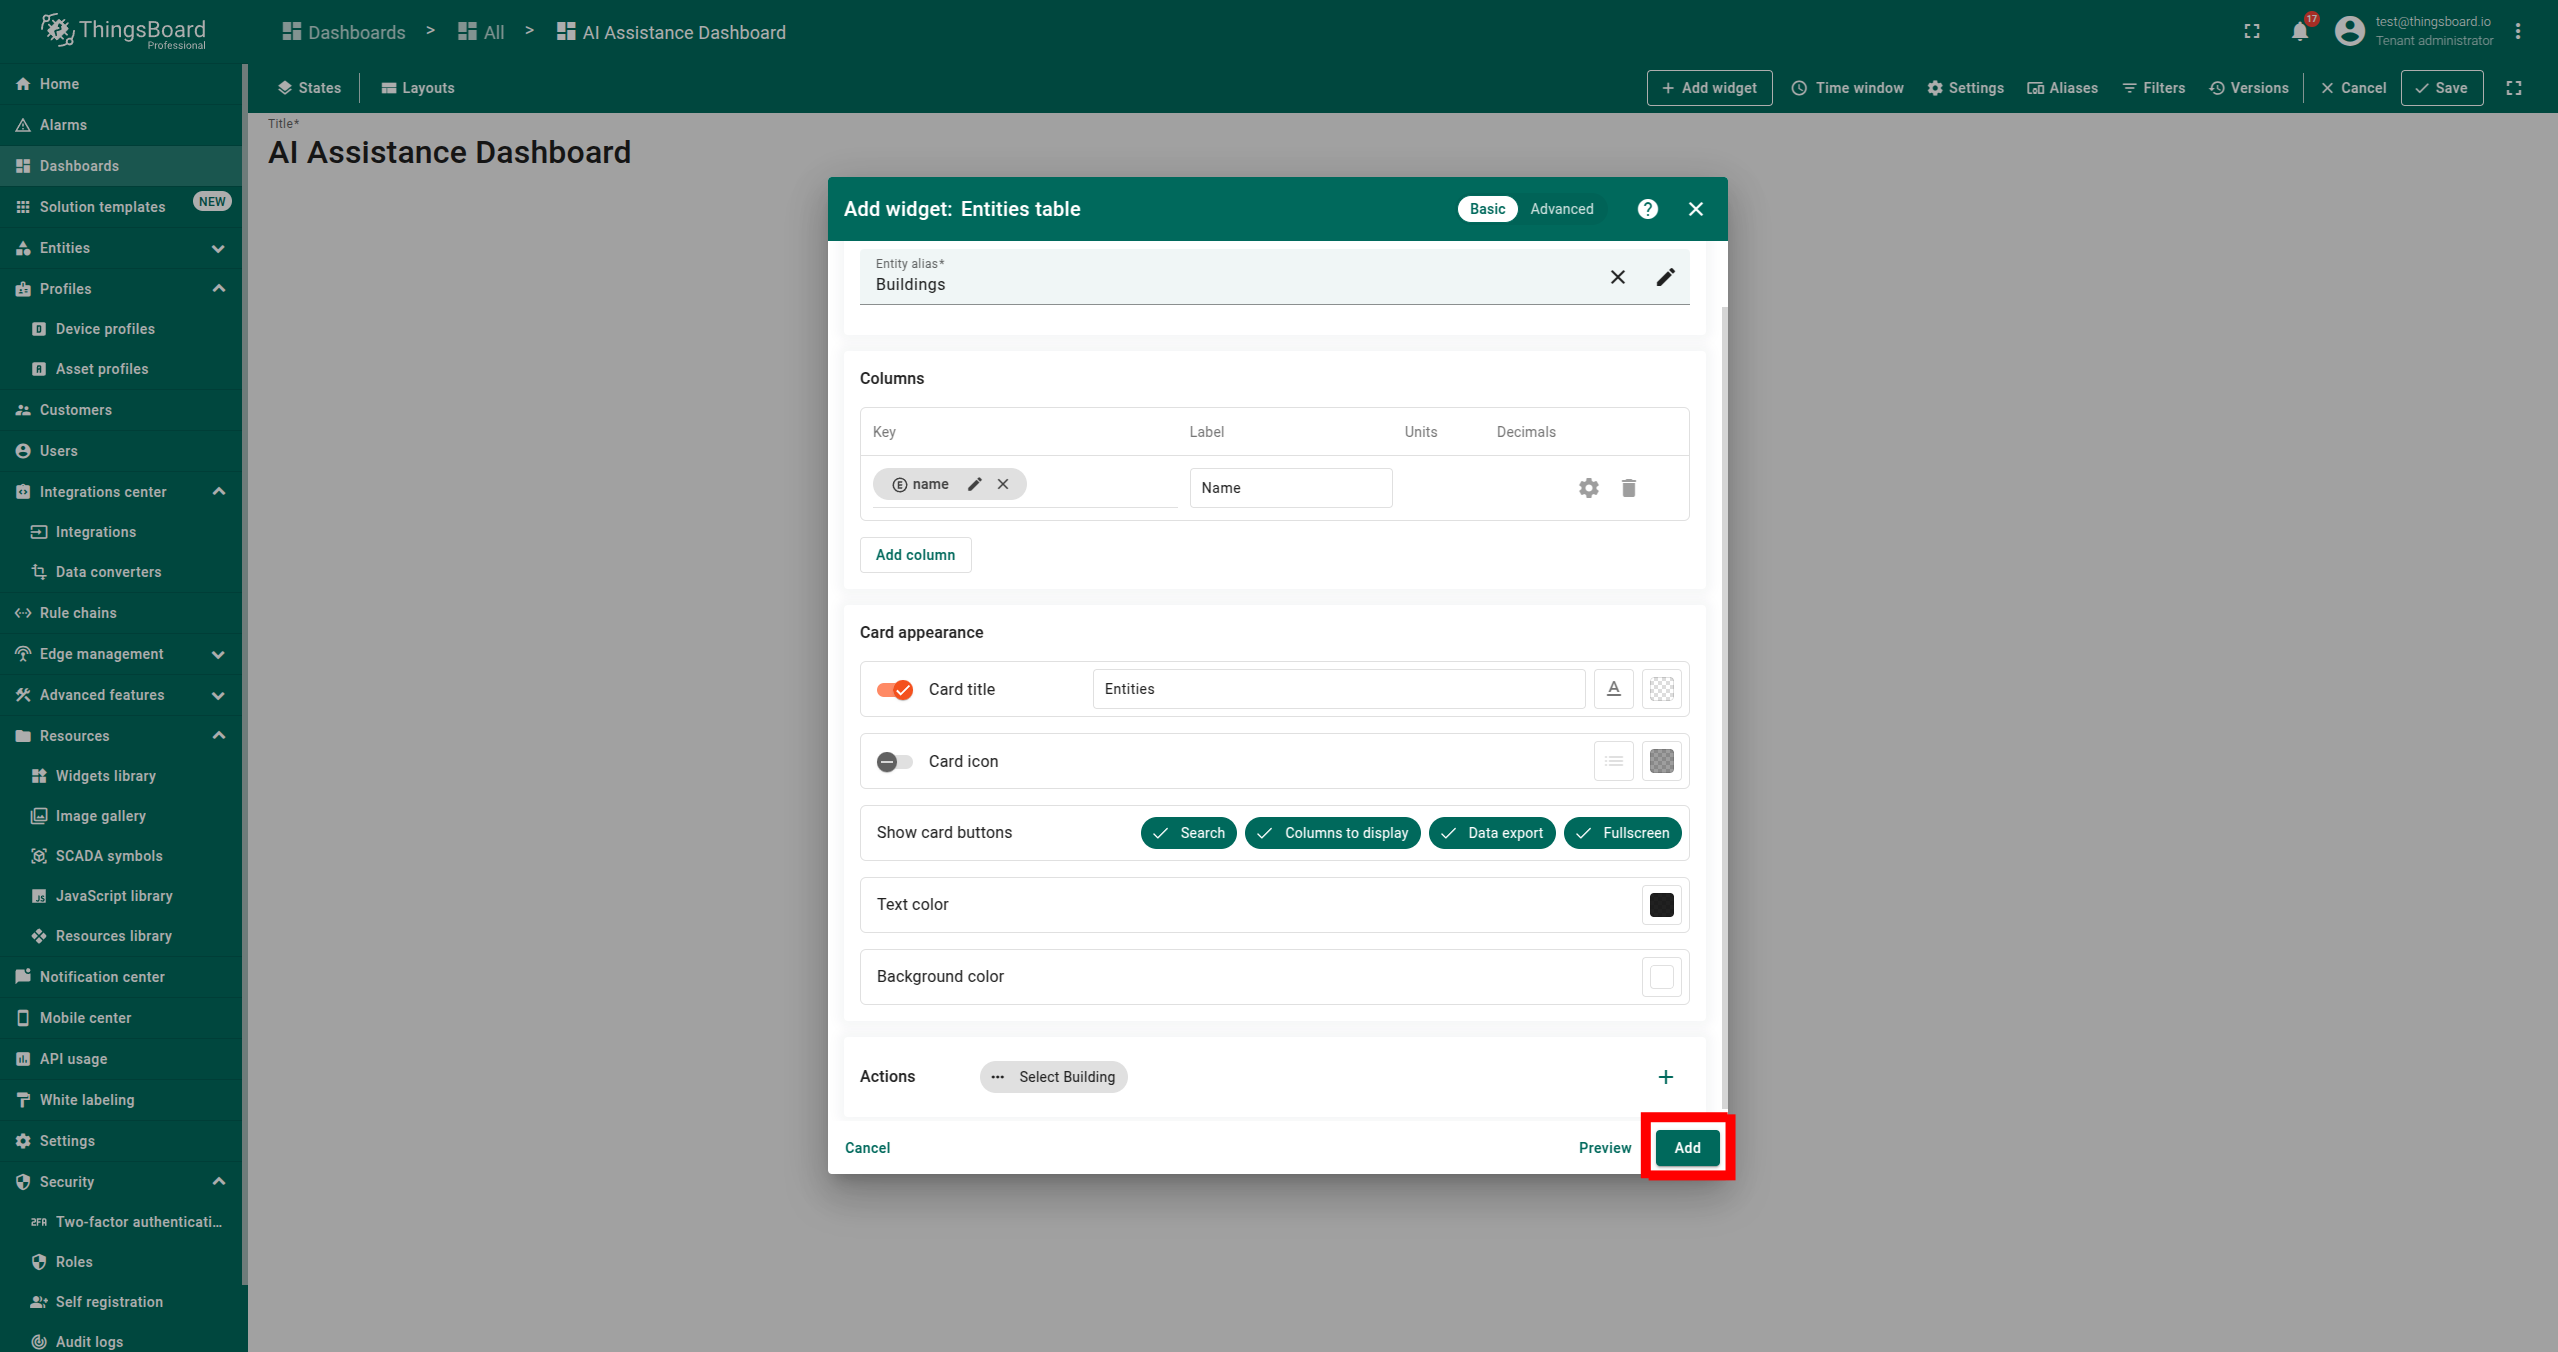 ThingsBoard
Professional
Dashboards > All > AI Assistance Dashboard
17
test@thingsboard.io
Tenant administrator
States
Layouts
Add widget
Time window
Settings
Aliases
Filters
Versions
Cancel
Save
Home
Alarms
Dashboards
Solution templates
NEW
Entities
Profiles
Device profiles
Asset profiles
Customers
Users
Integrations center
Integrations
Data converters
Rule chains
Edge management
Advanced features
Resources
Widgets library
Image gallery
SCADA symbols
JavaScript library
Resources library
Notification center
Mobile center
API usage
White labeling
Settings
Security
2FA Two-factor authenticati...
Roles
Self registration
Audit logs
Title*
AI Assistance Dashboard
Add widget: Entities table
Basic
Advanced
Entity alias*
Buildings
Columns
Key
Label
Units
Decimals
E name
Name
Add column
Card appearance
Card title
Entities
Card icon
Show card buttons
Search
Columns to display
Data export
Fullscreen
Text color
Background color
Actions
Select Building
Cancel
Preview
Add